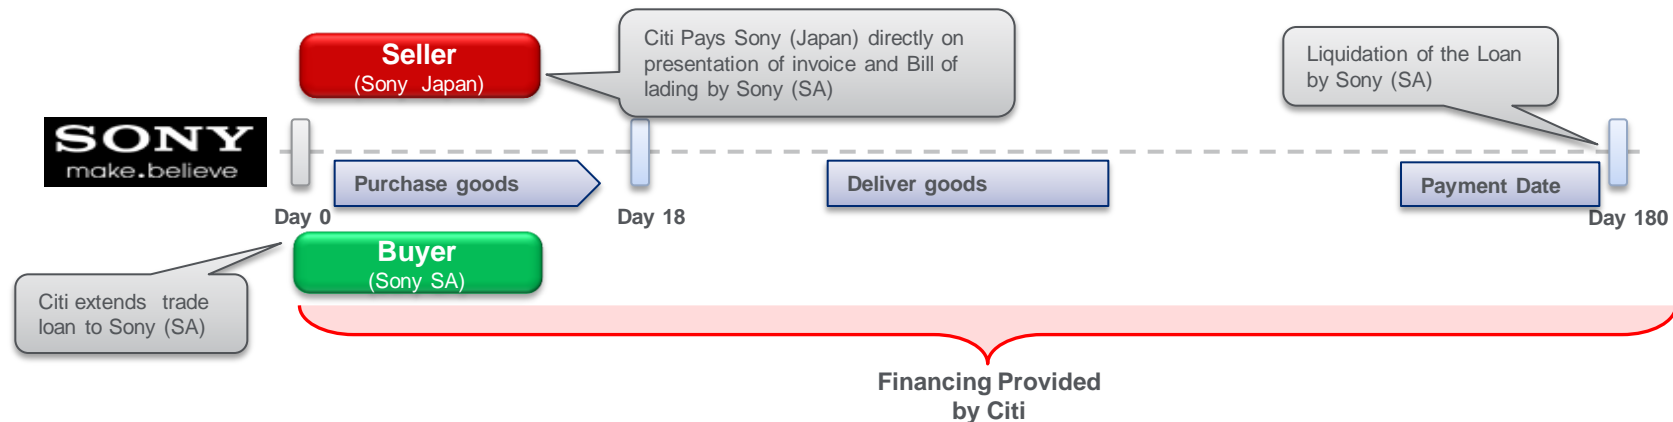 Seller
(Sony Japan)
Citi Pays Sony (Japan) directly on
presentation of invoice and Bill of
lading by Sony (SA)
Liquidation of the Loan
by Sony (SA)
SONY
make.believe
Purchase goods
Deliver goods
Payment Date
Day 0
Day 18
Day 180
Buyer
(Sony SA)
Citi extends trade
loan to Sony (SA)
Financing Provided
by Citi